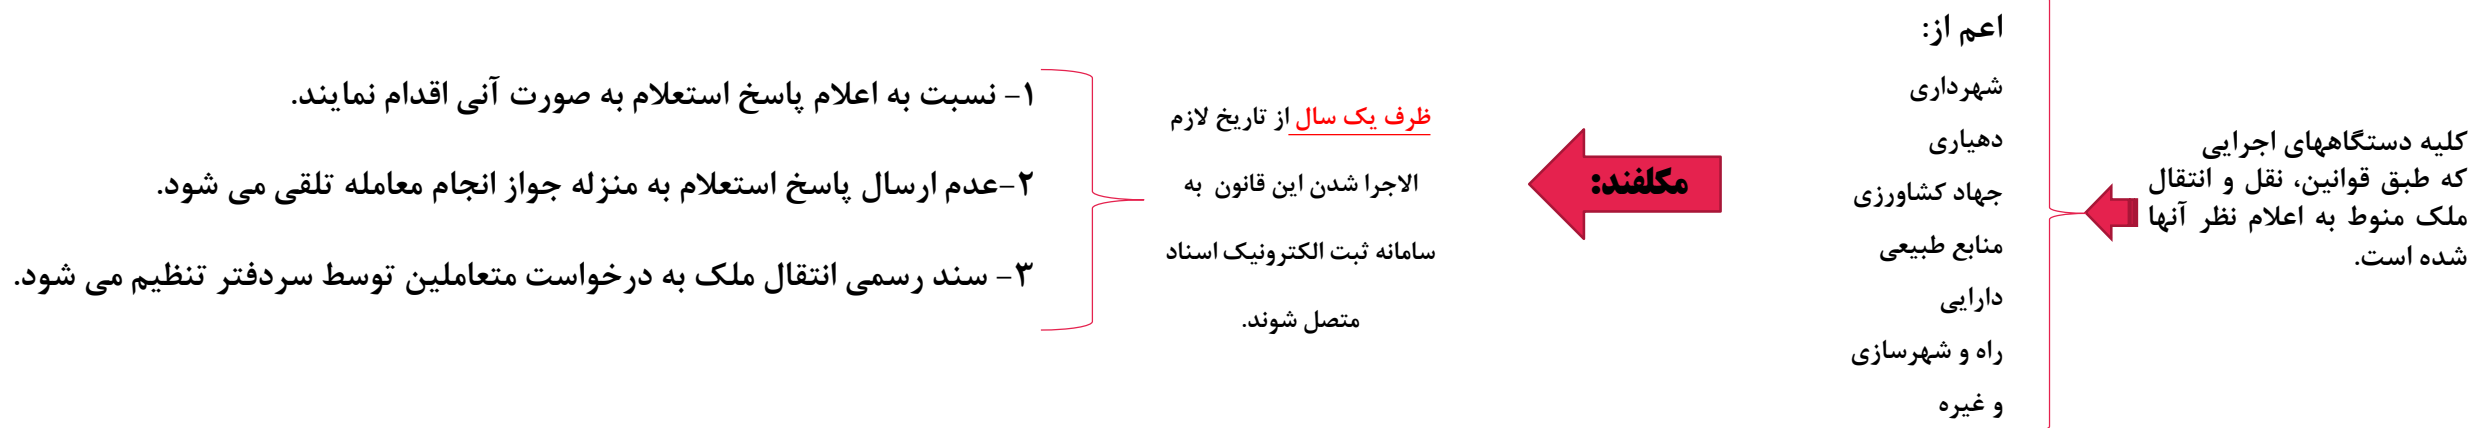 کلیه دستگاههای اجرایی
که طبق قوانین، نقل و انتقال
ملک منوط به اعلام نظر آنها
شده است.
اعم از:
شهرداری
دهیاری
جهاد کشاورزی
منابع طبیعی
دارایی
راه و شهرسازی
و غیره
مکلفند:
ظرف یک سال از تاریخ لازم
الاجرا شدن این قانون به
سامانه ثبت الکترونیک اسناد
متصل شوند.
۱- نسبت به اعلام پاسخ استعلام به صورت آنی اقدام نمایند.
۲-عدم ارسال پاسخ استعلام به منزله جواز انجام معامله تلقی می شود.
۳- سند رسمی انتقال ملک به درخواست متعاملین توسط سردفتر تنظیم می شود.